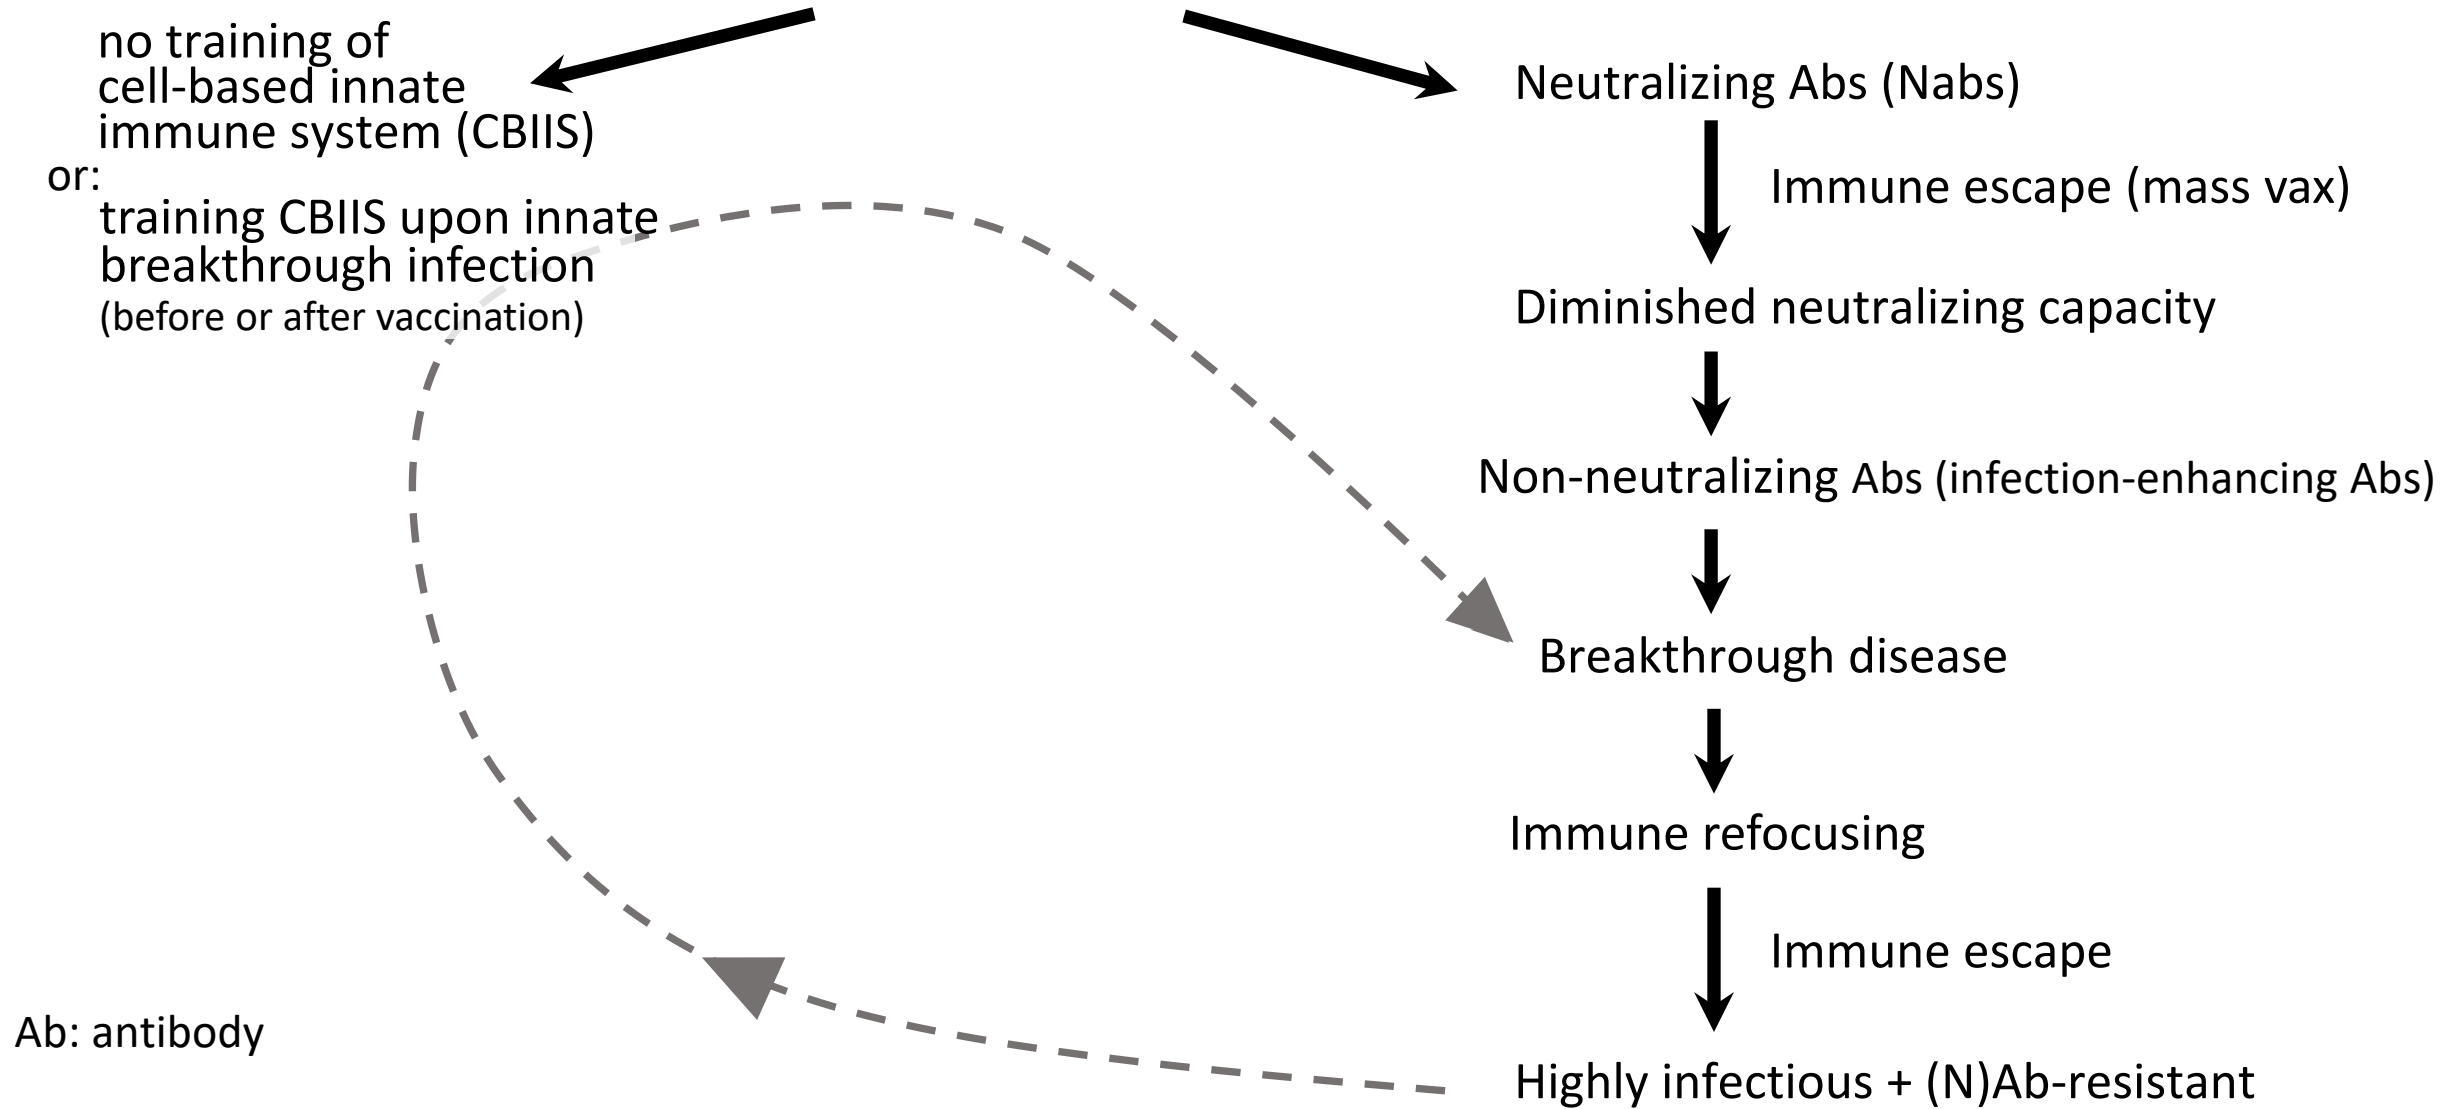 no training of
cell-based innate
immune system (CBIIS)
or:
training CBIIS upon innate
breakthrough infection
(before or after vaccination)
Neutralizing Abs (Nabs)
Immune escape (mass vax)
Diminished neutralizing capacity
Non-neutralizing Abs (infection-enhancing Abs)
Breakthrough disease
Immune refocusing
Immune escape
Highly infectious + (N)Ab-resistant
Ab: antibody